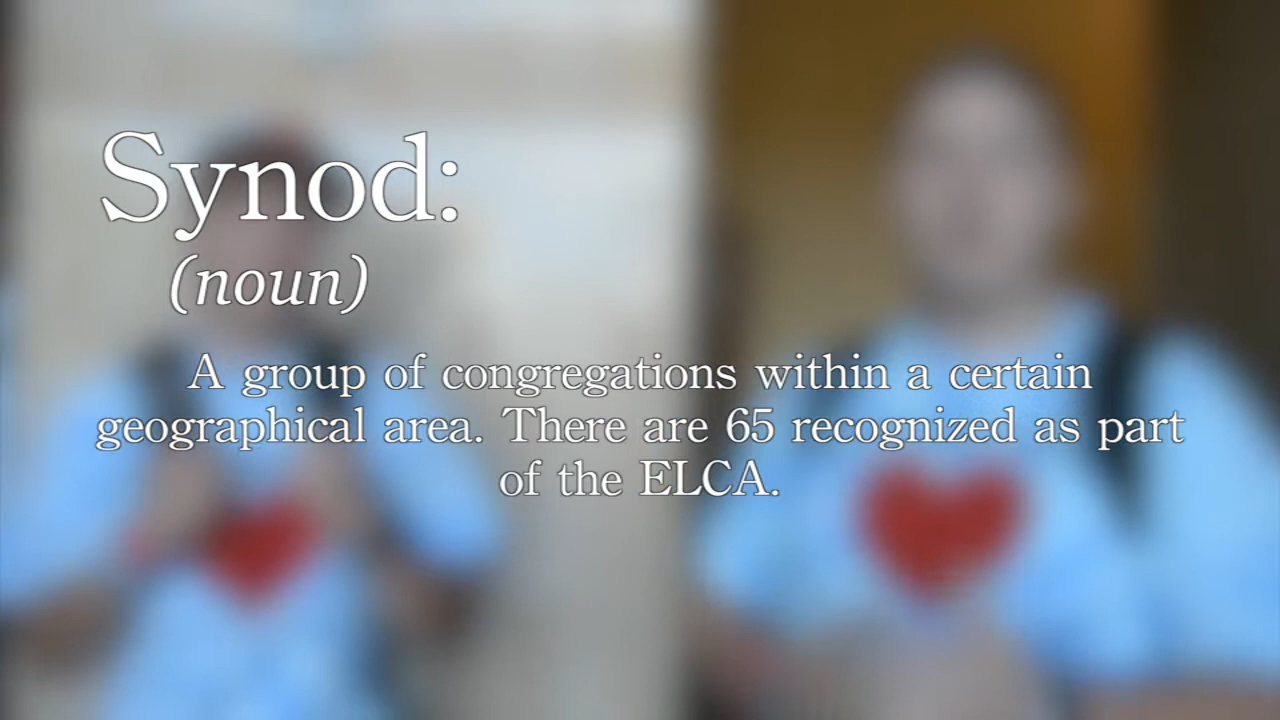 Synod:
(noun)
A group of congregations within a certain
geographical area. There are 65 recognized as part
of the ELCA.